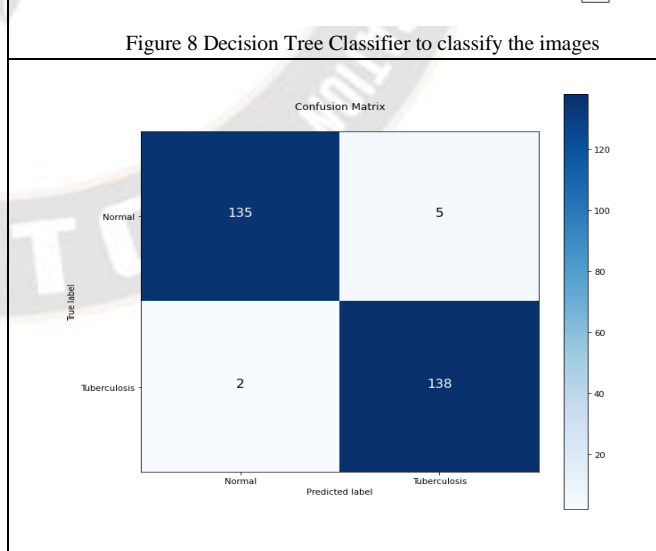 Figure 8 Decision Tree Classifier to classify the images
Confusion Matrix
True label
Normal
Tuberculosis
135
5
2
138
Normal
Tuberculosis
Predicted label
120
100
80
60
40
20